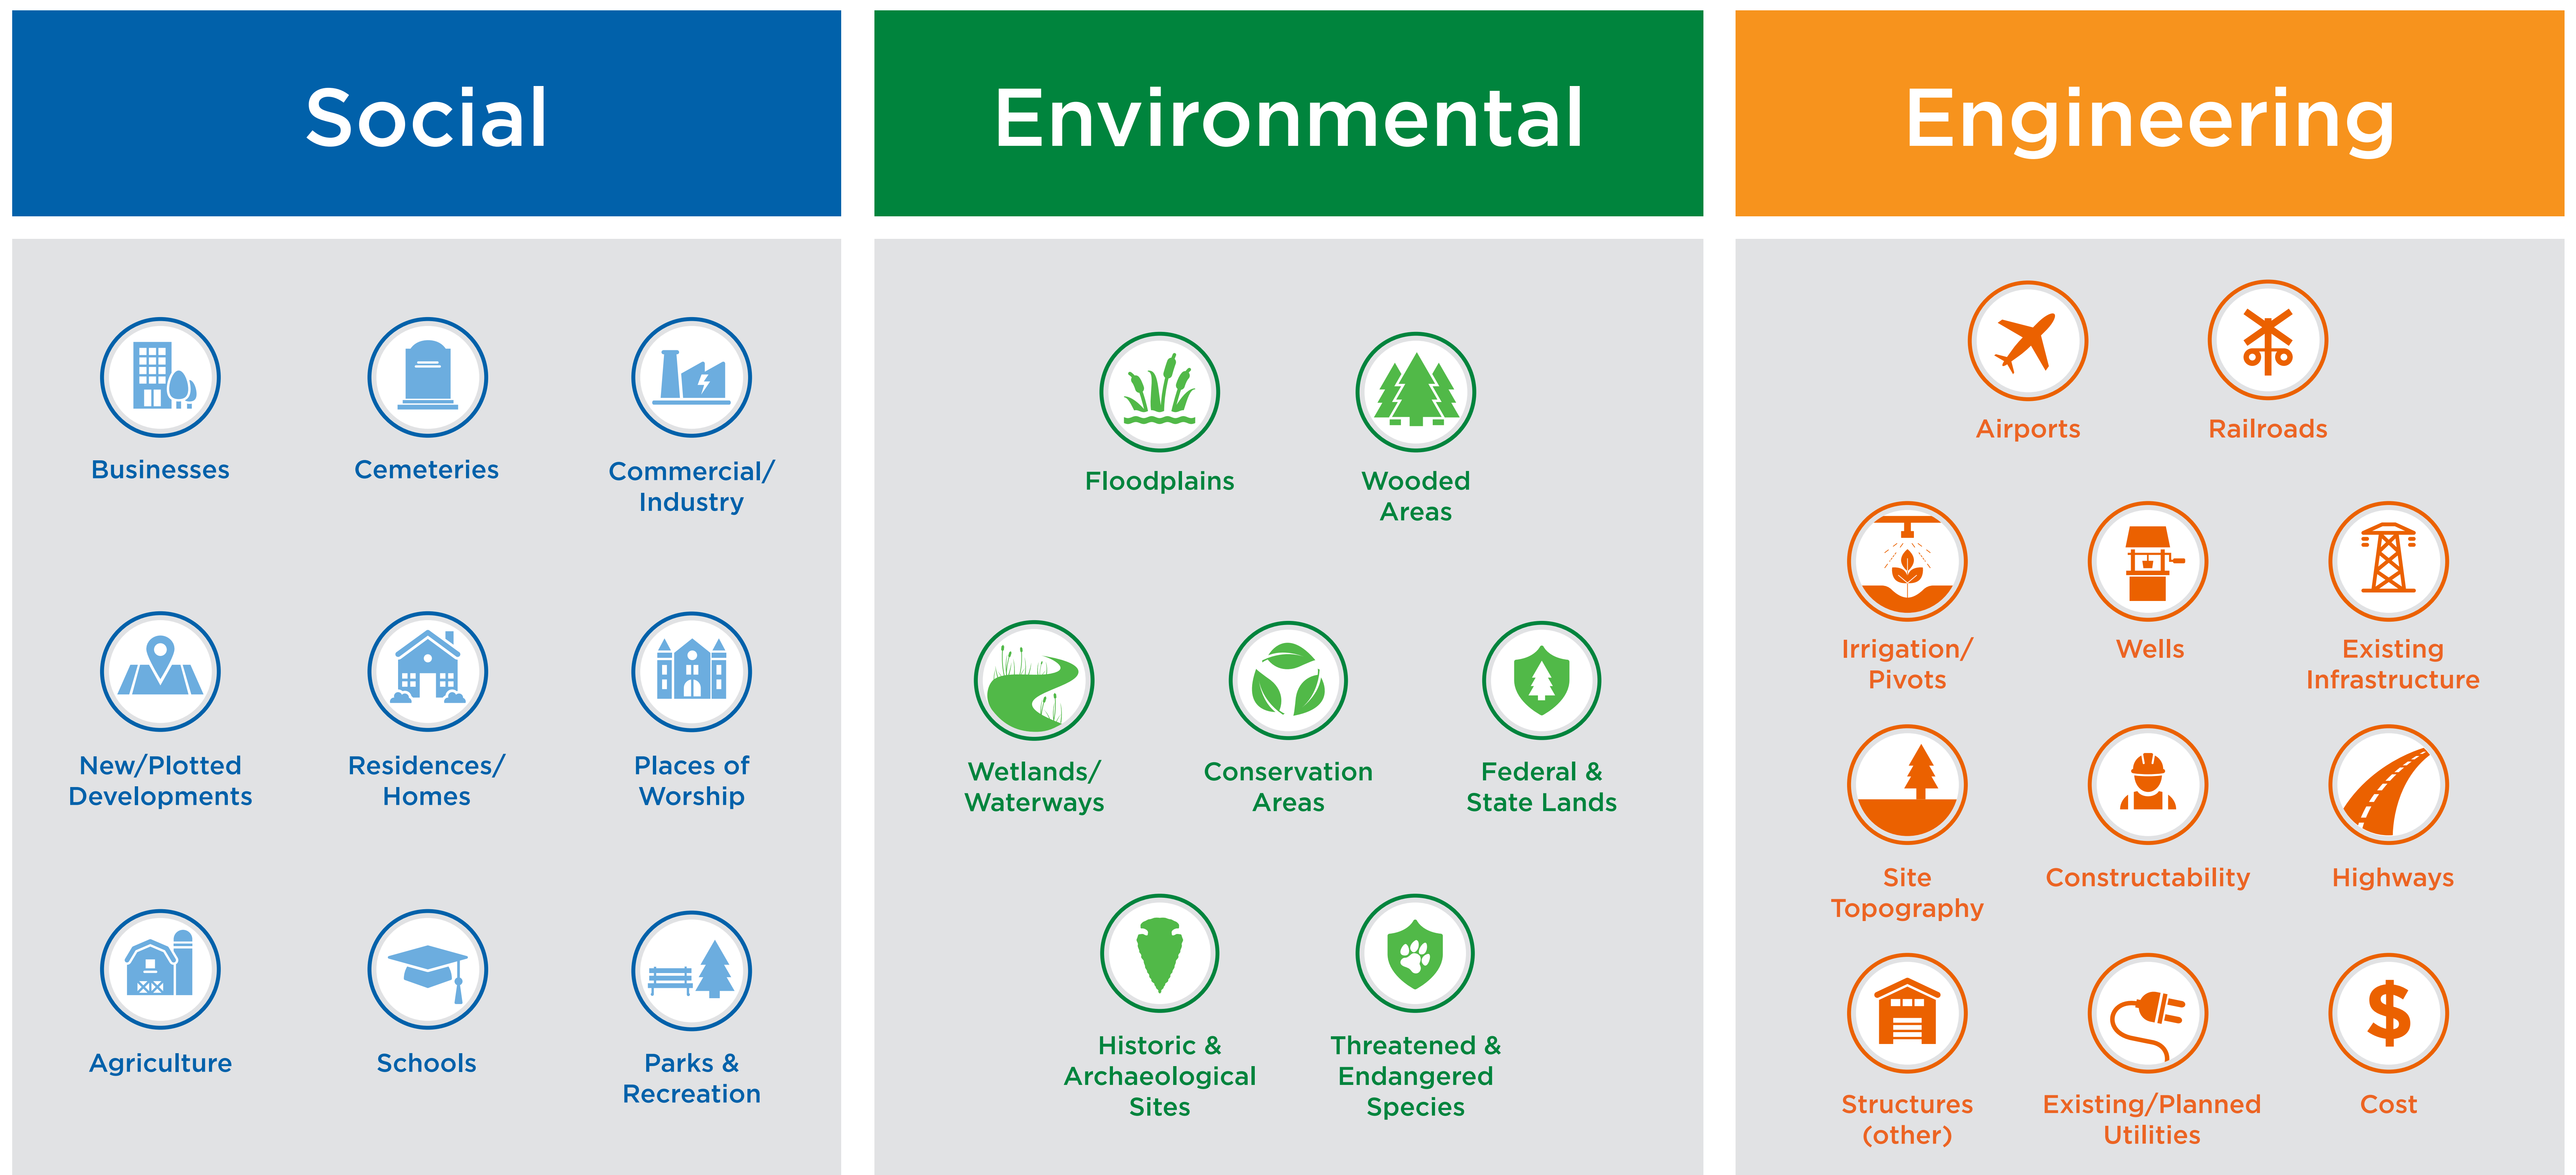 Social
Businesses
Cemeteries
Commercial/
Industry
New/Plotted
Developments
Residences/
Homes
Places of
Worship
Agriculture
Schools
Parks &
Recreation
Environmental
Floodplains
Wooded
Areas
Wetlands/
Waterways
Conservation
Areas
Federal &
State Lands
Historic &
Archaeological
Sites
Threatened &
Endangered
Species
Engineering
Airports
Railroads
Irrigation/
Pivots
Wells
Existing
Infrastructure
Site
Topography
Constructability
Highways
Structures
(other)
Existing/Planned
Utilities
$
Cost